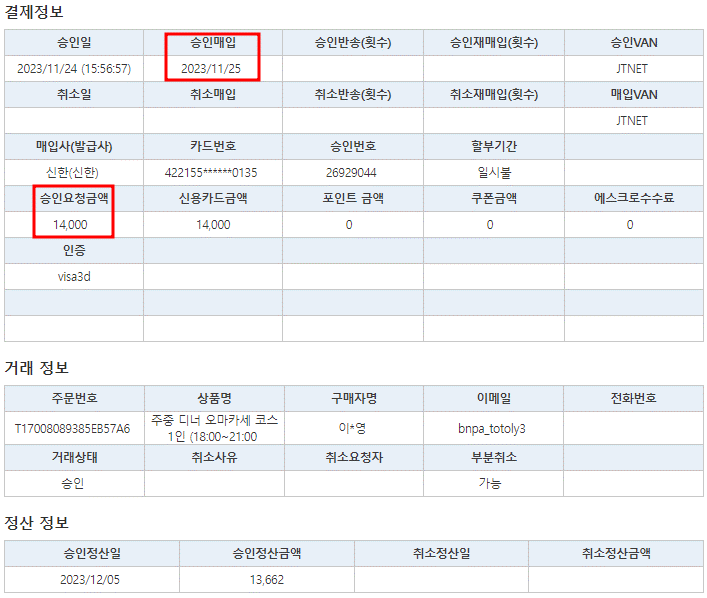 결제정보
승인일 승인매입 승인반송(횟수) 승인재매입(횟수) 승인VAN
2023/11/24 (15:56:57) 2023/11/25 JTNET
취소일 취소매입 취소반송(횟수) 취소재매입(횟수) 매입VAN
JTNET
매입사(발급사) 카드번호 승인번호 할부기간
신한(신한) 422155******0135 26929044 일시불
승인요청금액 신용카드금액 포인트 금액 쿠폰금액 에스크로수수료
14,000 14,000 0 0 0
인증
visa3d
거래 정보
주문번호 상품명 구매자명 이메일 전화번호
T17008089385EB57A6 주중 디너 오마카세 코스 이*영 bnpa_totoly3
1인 (18:00~21:00
거래상태 취소사유 취소요청자 부분취소
승인 가능
정산 정보
승인정산일 승인정산금액 취소정산일 취소정산금액
2023/12/05 13,662